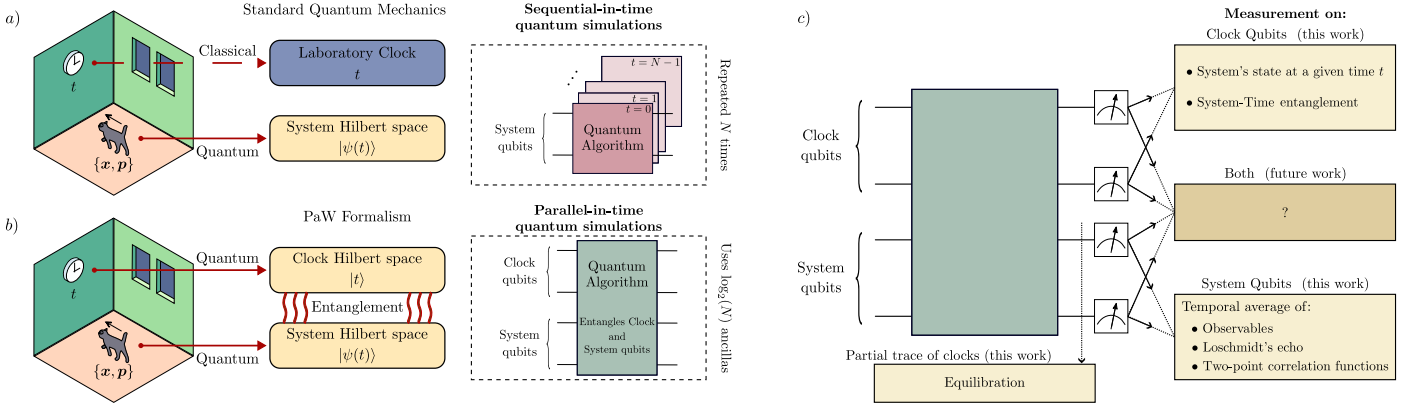 a)
Standard Quantum Mechanics
t
Classical
Laboratory Clock
t
{x, p}
Quantum
System Hilbert space
|ψ(t)⟩
Sequential-in-time
quantum simulations
t = N − 1
t = 1
t = 0
System
qubits
Quantum
Algorithm
Repeated N times
b)
PaW Formalism
t
Quantum
Clock Hilbert space
|t⟩
Entanglement
{x, p}
Quantum
System Hilbert space
|ψ(t)⟩
Parallel-in-time
quantum simulations
Clock
qubits
Quantum
Algorithm
System
qubits
Entangles Clock
and
System qubits
Uses log₂(N) ancillas
c)
Clock
qubits
System
qubits
Partial trace of clocks (this work)
Equilibration
Measurement on:
Clock Qubits (this work)
• System's state at a given time t
• System-Time entanglement
Both (future work)
?
System Qubits (this work)
Temporal average of:
• Observables
• Loschmidt's echo
• Two-point correlation functions